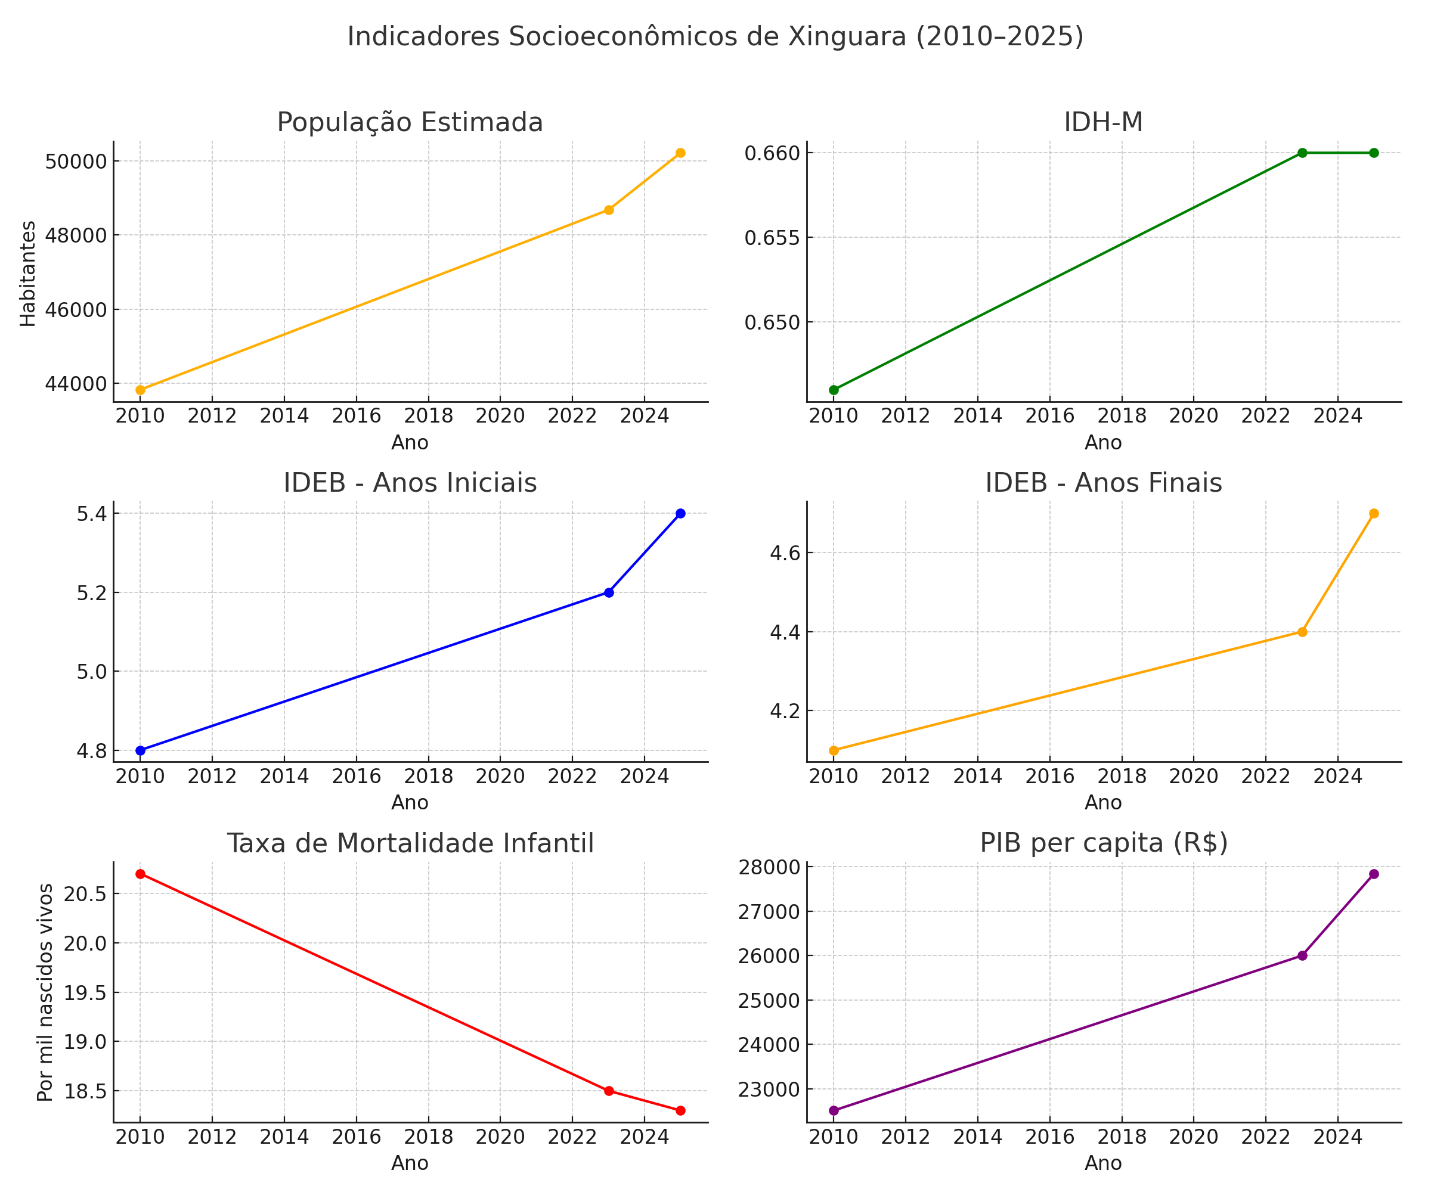 Indicadores Socioeconômicos de Xinguara (2010–2025)
População Estimada
50000
48000
46000
44000
Habitantes
2010 2012 2014 2016 2018 2020 2022 2024
Ano
IDH-M
0.660
0.655
0.650
2010 2012 2014 2016 2018 2020 2022 2024
Ano
IDEB - Anos Iniciais
5.4
5.2
5.0
4.8
2010 2012 2014 2016 2018 2020 2022 2024
Ano
IDEB - Anos Finais
4.6
4.4
4.2
2010 2012 2014 2016 2018 2020 2022 2024
Ano
Taxa de Mortalidade Infantil
20.5
20.0
19.5
19.0
18.5
Por mil nascidos vivos
2010 2012 2014 2016 2018 2020 2022 2024
Ano
PIB per capita (R$)
28000
27000
26000
25000
24000
23000
2010 2012 2014 2016 2018 2020 2022 2024
Ano